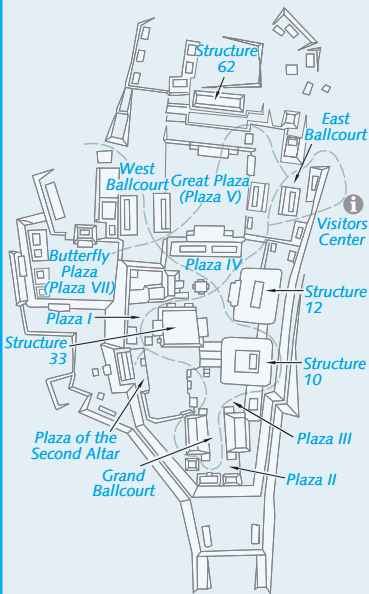 Structure
62
East
Ballcourt
West
Ballcourt
Great Plaza
(Plaza V)
i
Visitors
Center
Butterfly
Plaza
(Plaza VII)
Plaza IV
Structure
12
Plaza I
Structure
33
Structure
10
Plaza of the
Second Altar
Plaza III
Grand
Ballcourt
Plaza II